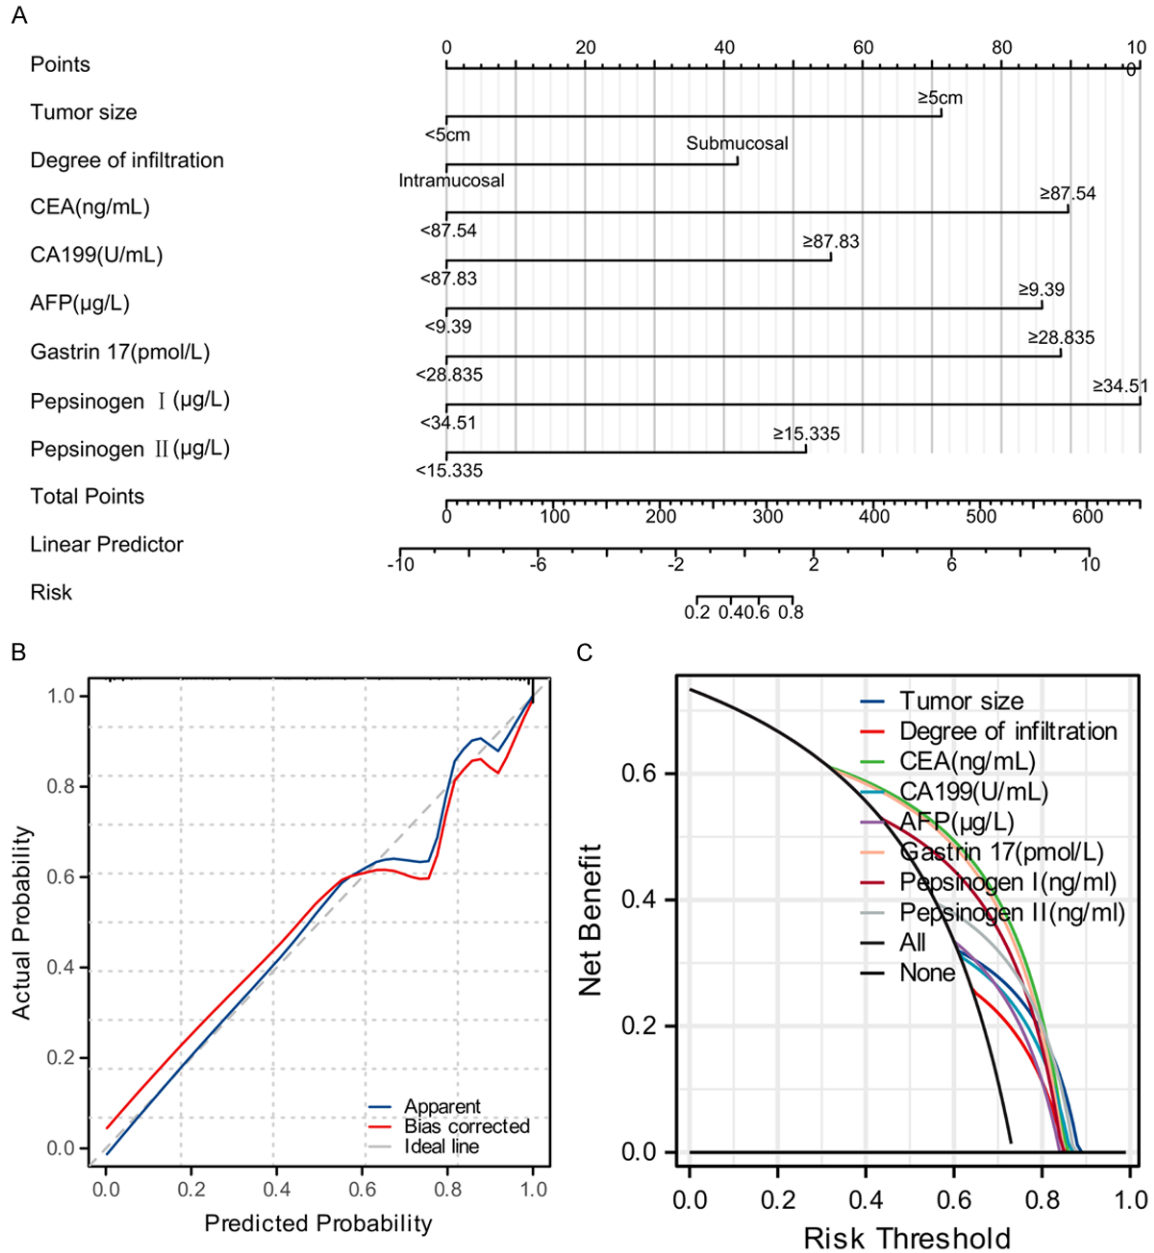 A
0 20 40 60 80 10
0
Points
≥5cm
Tumor size
<5cm
Submucosal
Degree of infiltration
Intramucosal
≥87.54
CEA(ng/mL)
<87.54
≥87.83
CA199(U/mL)
<87.83
≥9.39
AFP(μg/L)
<9.39
≥28.835
Gastrin 17(pmol/L)
<28.835
≥34.51
Pepsinogen Ⅰ (μg/L)
<34.51
≥15.335
Pepsinogen Ⅱ (μg/L)
<15.335
Total Points
0 100 200 300 400 500 600
Linear Predictor
-10 -6 -2 2 6 10
Risk
0.2 0.4 0.6 0.8
B
1.0
0.8
0.6
0.4
0.2
0.0
Actual Probability
Apparent
Bias corrected
Ideal line
0.0 0.2 0.4 0.6 0.8 1.0
Predicted Probability
C
Tumor size
Degree of infiltration
CEA(ng/mL)
CA199(U/mL)
AFP(μg/L)
Gastrin 17(pmol/L)
Pepsinogen I(ng/ml)
Pepsinogen II(ng/ml)
All
None
0.6
0.4
0.2
0.0
Net Benefit
0.0 0.2 0.4 0.6 0.8 1.0
Risk Threshold